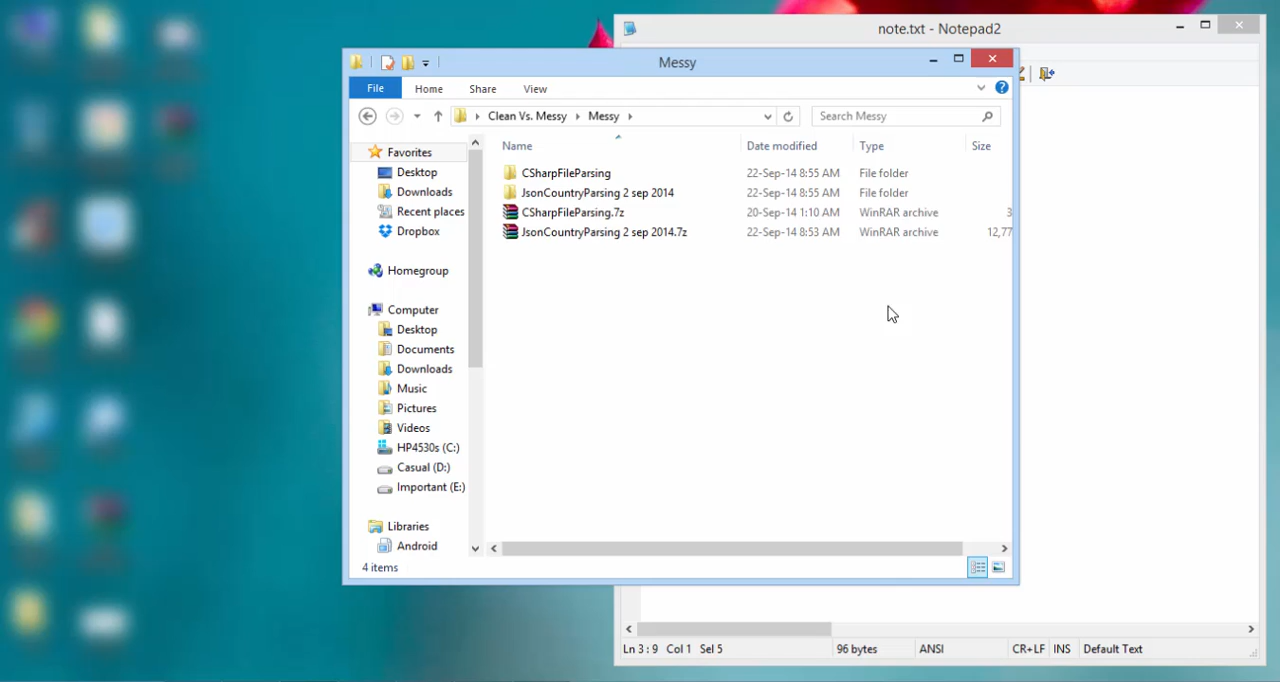 note.txt - Notepad2
Messy
File
Home
Share
View
Clean Vs. Messy
Messy
Search Messy
Name
Date modified
Type
Size
CSharpFileParsing
22-Sep-14 8:55 AM
File folder
JsonCountryParsing 2 sep 2014
22-Sep-14 8:55 AM
File folder
CSharpFileParsing.7z
20-Sep-14 1:10 AM
WinRAR archive
3
JsonCountryParsing 2 sep 2014.7z
22-Sep-14 8:53 AM
WinRAR archive
12,77
Favorites
Desktop
Downloads
Recent places
Dropbox
Homegroup
Computer
Desktop
Documents
Downloads
Music
Pictures
Videos
HP4530s (C:)
Casual (D:)
Important (E:)
Libraries
Android
4 items
Ln 3 : 9 Col 1 Sel 5
96 bytes
ANSI
CR+LF
INS
Default Text